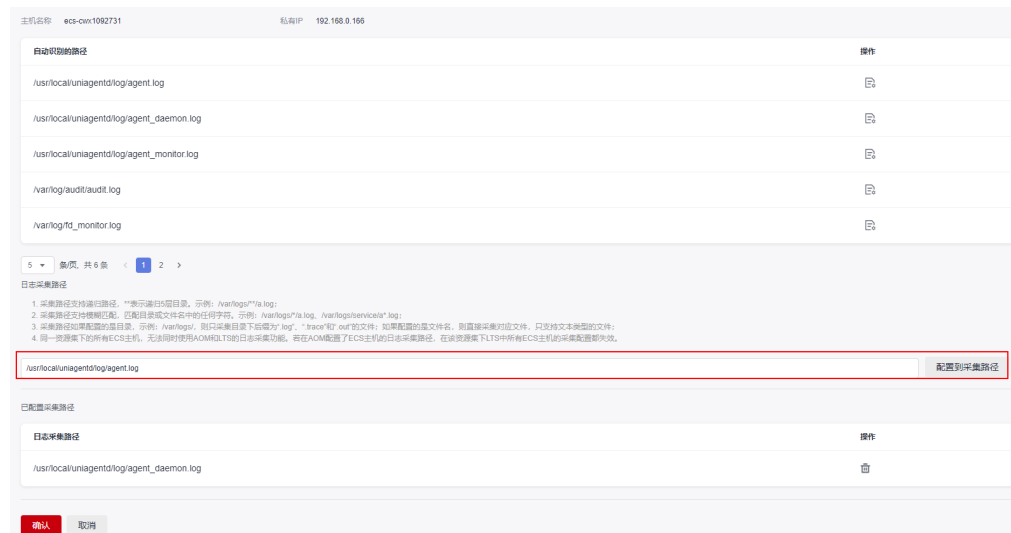 主机名称 ecs-cwx1092731 私有IP 192.168.0.166
自动识别的路径 操作
/usr/local/uniagentd/log/agent.log
/usr/local/uniagentd/log/agent_daemon.log
/usr/local/uniagentd/log/agent_monitor.log
/var/log/audit/audit.log
/var/log/fd_monitor.log
5 条/页, 共 6 条 < 1 2 >
日志采集路径
1. 采集路径支持递归路径，**表示递归5层目录。示例：/var/logs/**/a.log；
2. 采集路径支持模糊匹配，匹配目录或文件名中的任何字符。示例：/var/logs/*/a.log、/var/logs/service/a*.log；
3. 采集路径如果配置的是目录，示例：/var/logs/，则只采集目录下后缀为“.log”、“.trace”和“.out”的文件；如果配置的是文件名，则直接采集对应文件，只支持文本类型的文件；
4. 同一资源集下的所有ECS主机，无法同时使用AOM和LTS的日志采集功能。若在AOM配置了ECS主机的日志采集路径，在该资源集下LTS中所有ECS主机的采集配置都失效。
/usr/local/uniagentd/log/agent.log 配置到采集路径
已配置采集路径
日志采集路径 操作
/usr/local/uniagentd/log/agent_daemon.log
确认 取消